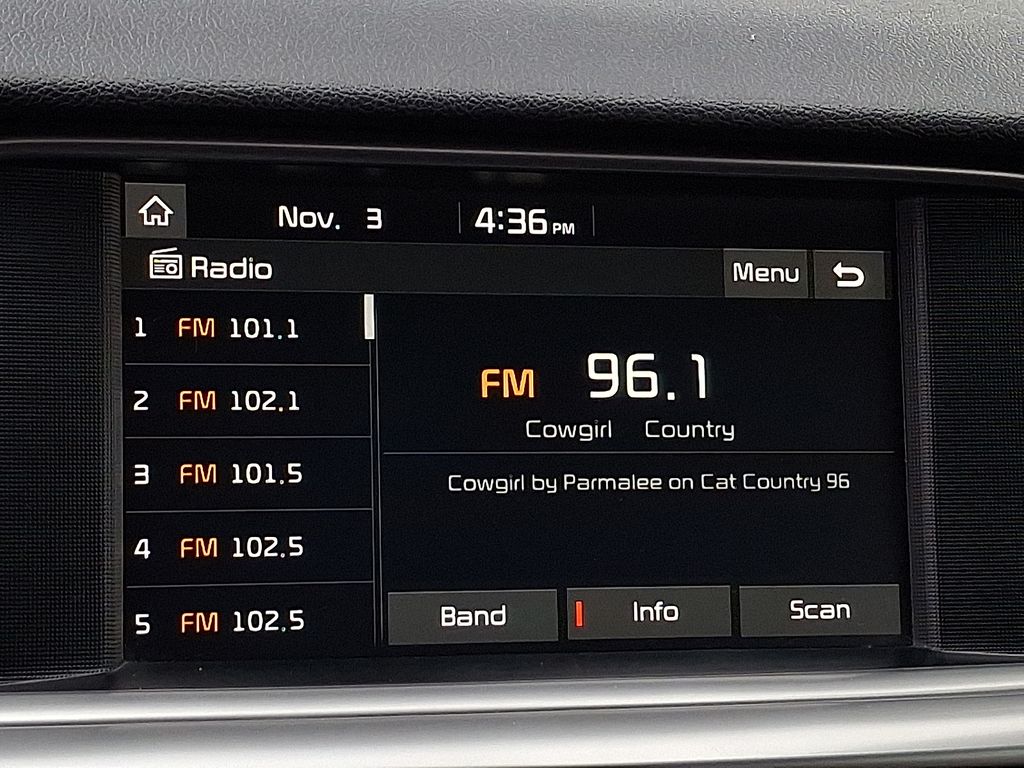 Nov. 3 4:36 PM
Radio Menu
1 FM 101.1
2 FM 102.1
3 FM 101.5
4 FM 102.5
5 FM 102.5
FM 96.1
Cowgirl Country
Cowgirl by Parmalee on Cat Country 96
Band Info Scan